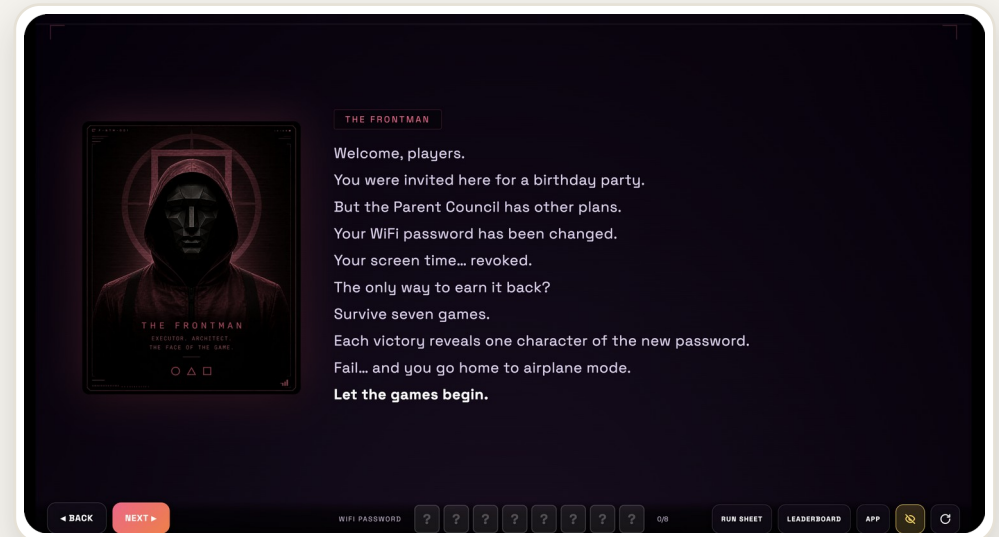 THE FRONTMAN
EXECUTOR. ARCHITECT.
THE FACE OF THE GAME.
THE FRONTMAN
Welcome, players.
You were invited here for a birthday party.
But the Parent Council has other plans.
Your WiFi password has been changed.
Your screen time… revoked.
The only way to earn it back?
Survive seven games.
Each victory reveals one character of the new password.
Fail… and you go home to airplane mode.
Let the games begin.
◂ BACK
NEXT ▸
WIFI PASSWORD
? ? ? ? ? ? ? ?
0/8
RUN SHEET
LEADERBOARD
APP